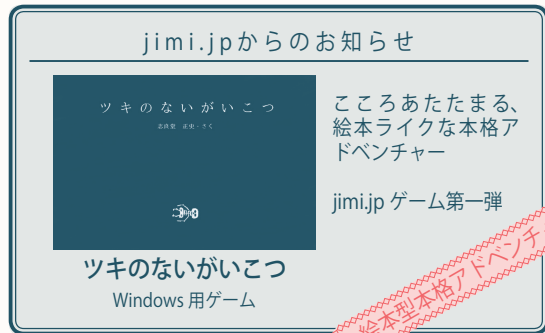 jimi.jpからのお知らせ
ツキのないがいこつ
こころあたたまる、
絵本ライクな本格ア
ドベンチャー
jimi.jp ゲーム第一弾
ツキのないがいこつ
Windows 用ゲーム
絵本型本格アドベンチ